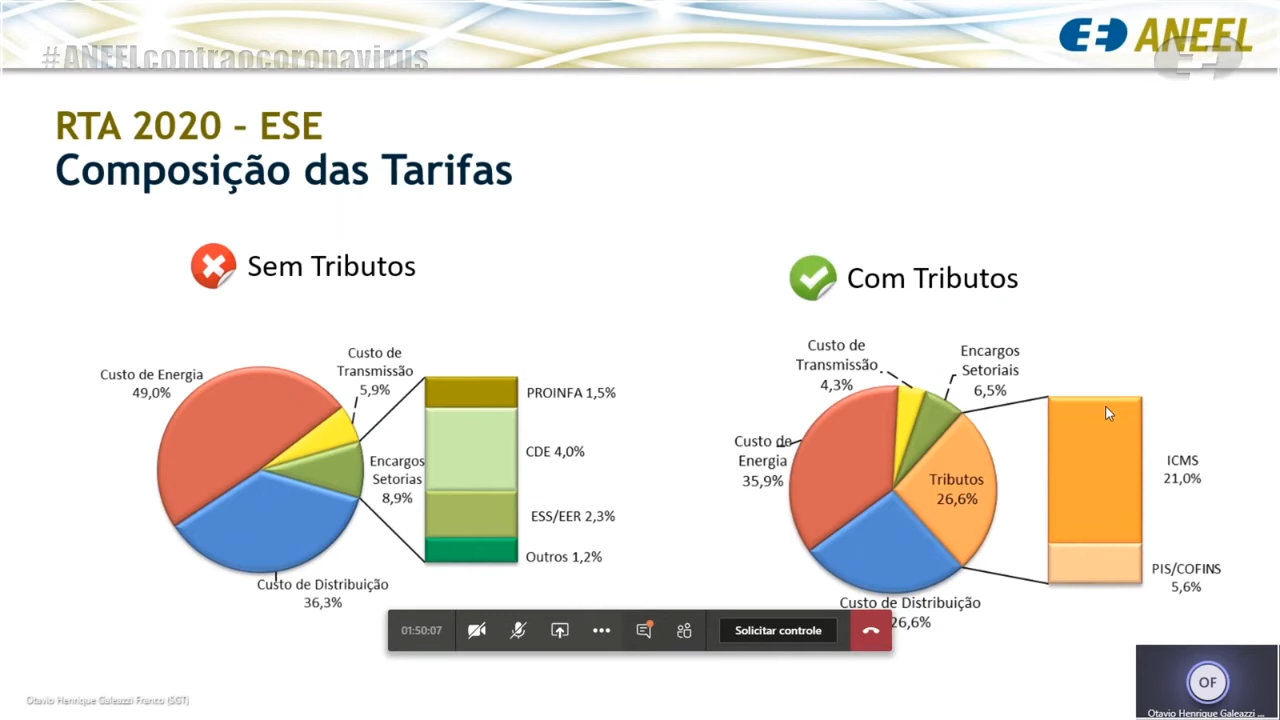 #ANEELcontraocoronavirus
ANEEL
RTA 2020 – ESE
Composição das Tarifas
Sem Tributos
Custo de Energia
49,0%
Custo de
Transmissão
5,9%
Encargos
Setorias
8,9%
Custo de Distribuição
36,3%
PROINFA 1,5%
CDE 4,0%
ESS/EER 2,3%
Outros 1,2%
Com Tributos
Custo de
Transmissão
4,3%
Encargos
Setoriais
6,5%
Custo de
Energia
35,9%
Tributos
26,6%
Custo de Distribuição
26,6%
ICMS
21,0%
PIS/COFINS
5,6%
01:50:07
Solicitar controle
Otavio Henrique Galeazzi Franco (SGT)
OF
Otavio Henrique Galeazzi ...